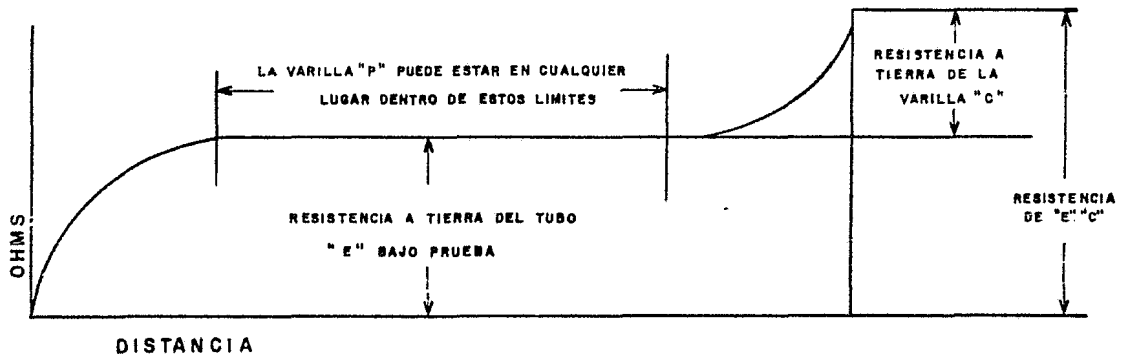 LA VARILLA "P" PUEDE ESTAR EN CUALQUIER
LUGAR DENTRO DE ESTOS LIMITES
RESISTENCIA A
TIERRA DE LA
VARILLA "C"
RESISTENCIA A TIERRA DEL TUBO
"E" BAJO PRUEBA
RESISTENCIA
DE "E" "C"
OHMS
DISTANCIA